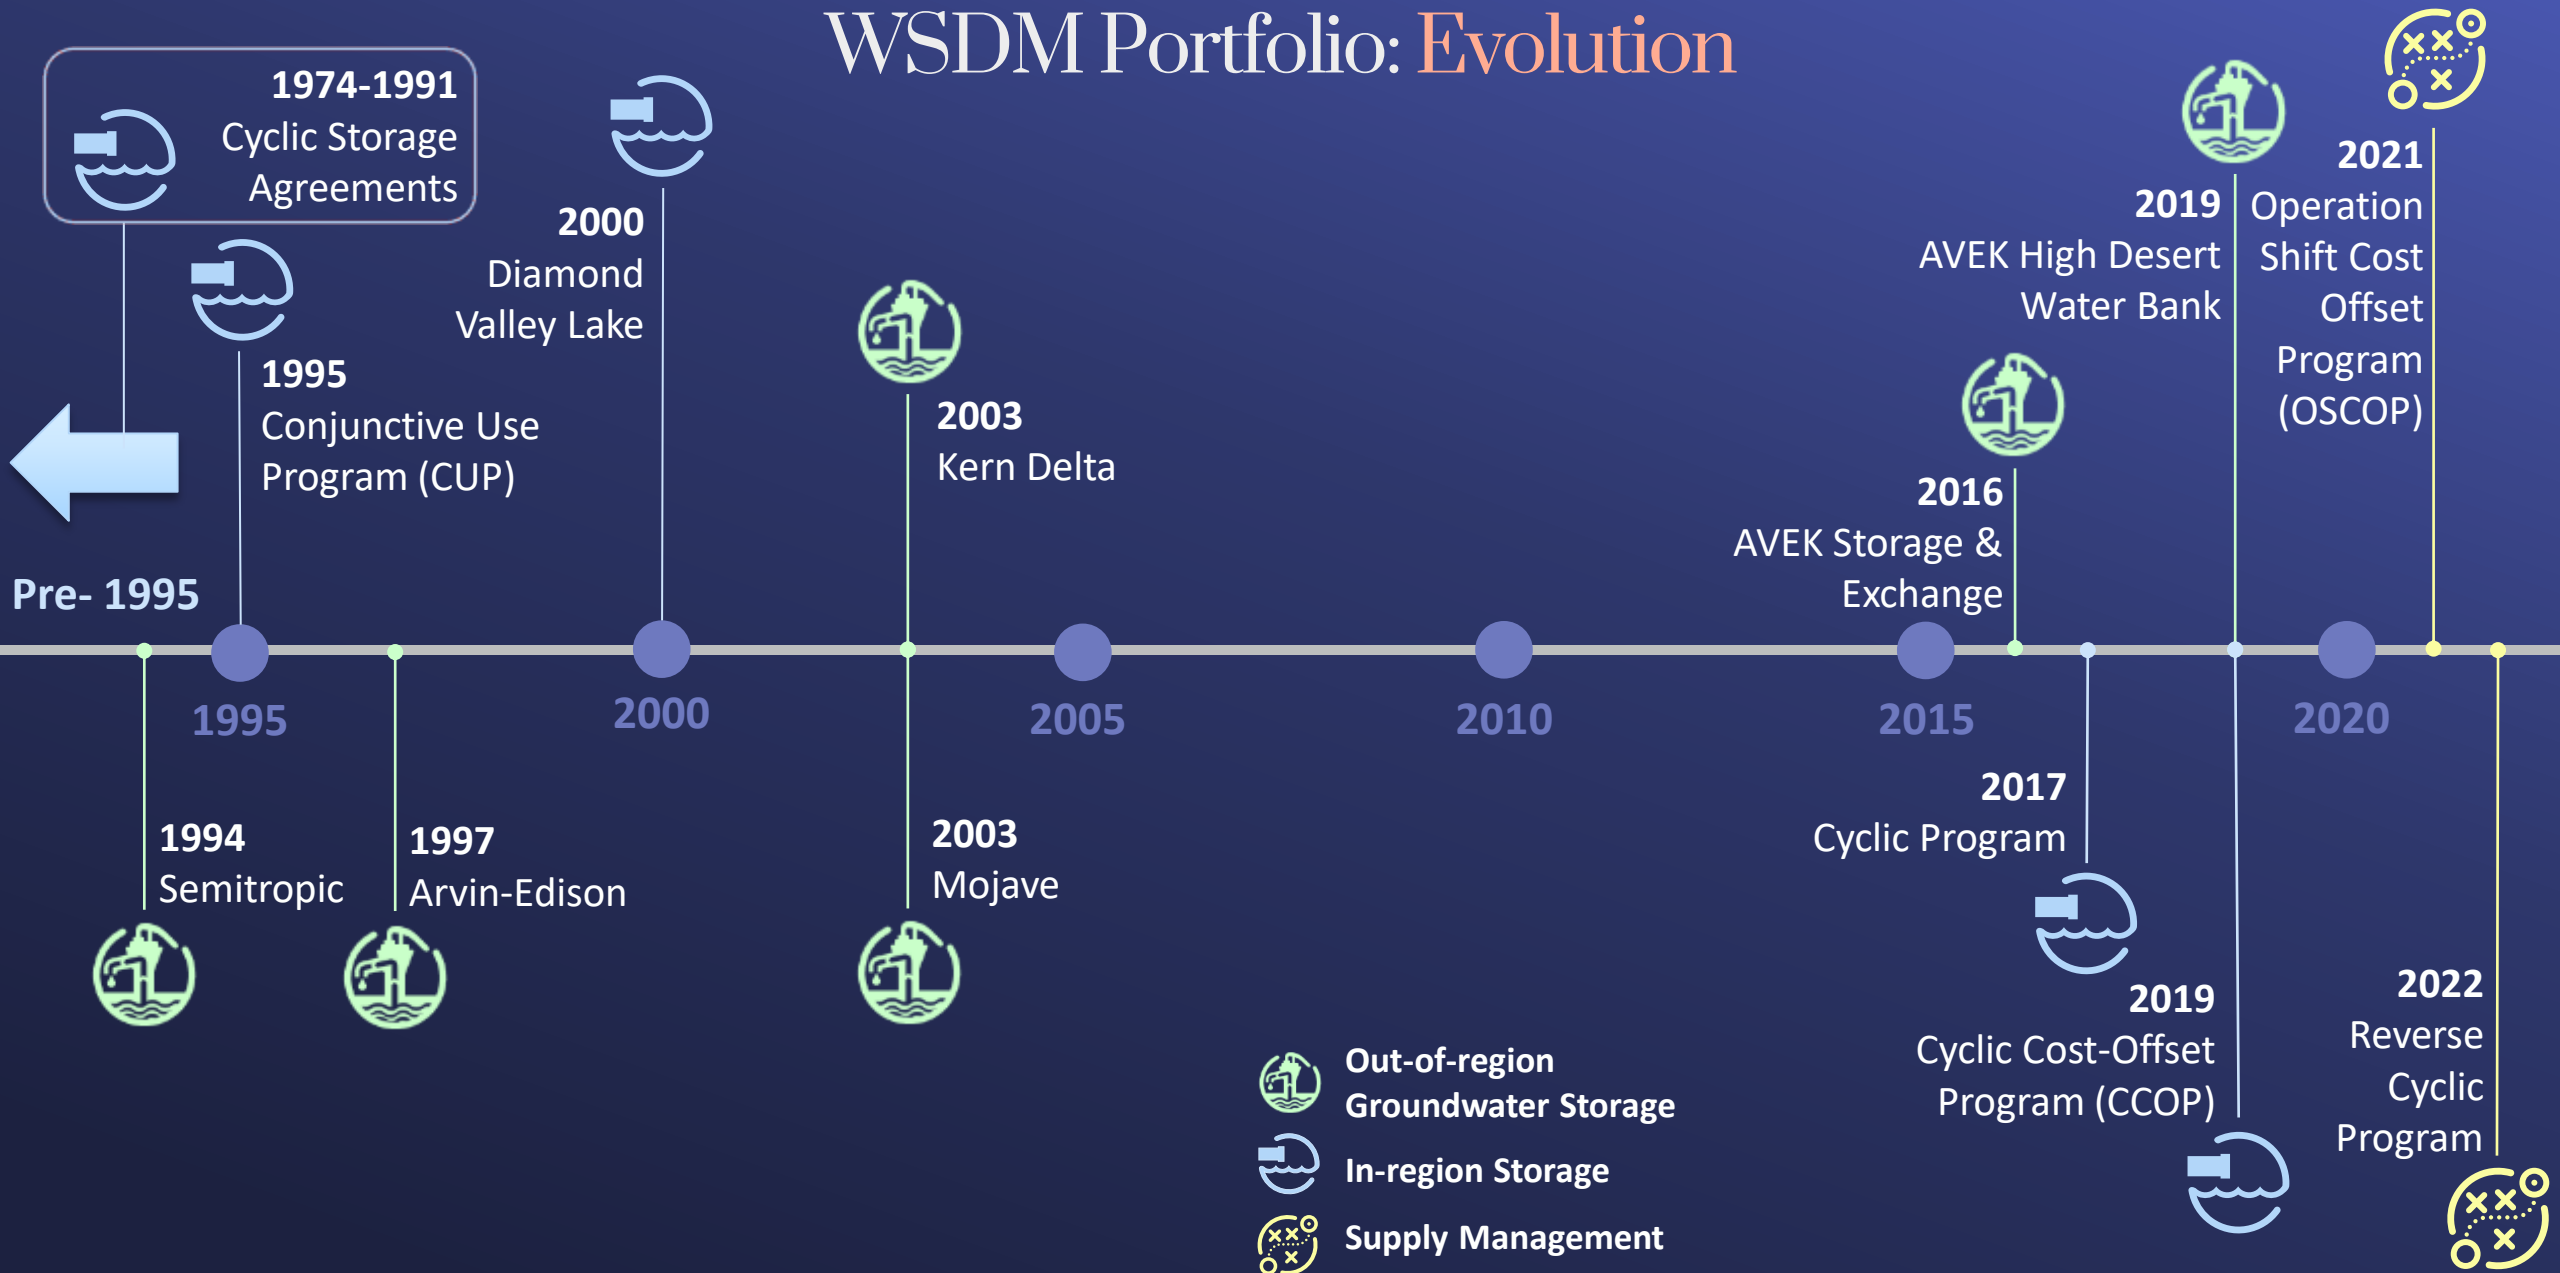 WSDM Portfolio: Evolution
1974-1991
Cyclic Storage
Agreements
1995
Conjunctive Use
Program (CUP)
2000
Diamond
Valley Lake
2003
Kern Delta
2016
AVEK Storage &
Exchange
2019
AVEK High Desert
Water Bank
2021
Operation
Shift Cost
Offset
Program
(OSCOP)
Pre- 1995
1995
2000
2005
2010
2015
2020
1994
Semitropic
1997
Arvin-Edison
2003
Mojave
2017
Cyclic Program
2019
Cyclic Cost-Offset
Program (CCOP)
2022
Reverse
Cyclic
Program
Out-of-region
Groundwater Storage
In-region Storage
Supply Management